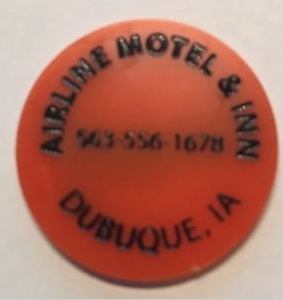 AIRLINE MOTEL & INN
563-556-1678
DUBUQUE, IA